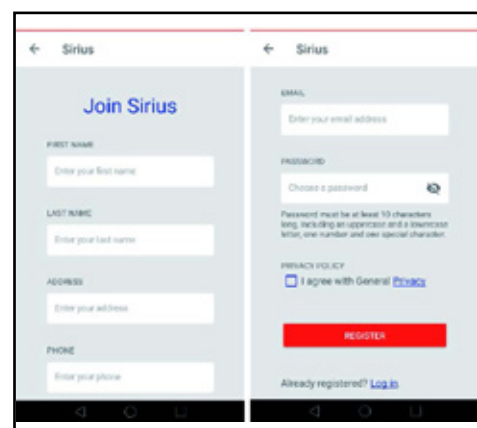 Sirius
Join Sirius
FIRST NAME
Enter your first name
LAST NAME
Enter your last name
ADDRESS
Enter your address
PHONE
Enter your phone
Sirius
EMAIL
Enter your email address
PASSWORD
Choose a password
Password must be at least 10 characters
long, including an uppercase and a lowercase
letter, one number and one special character.
PRIVACY POLICY
I agree with General Privacy
REGISTER
Already registered? Log in